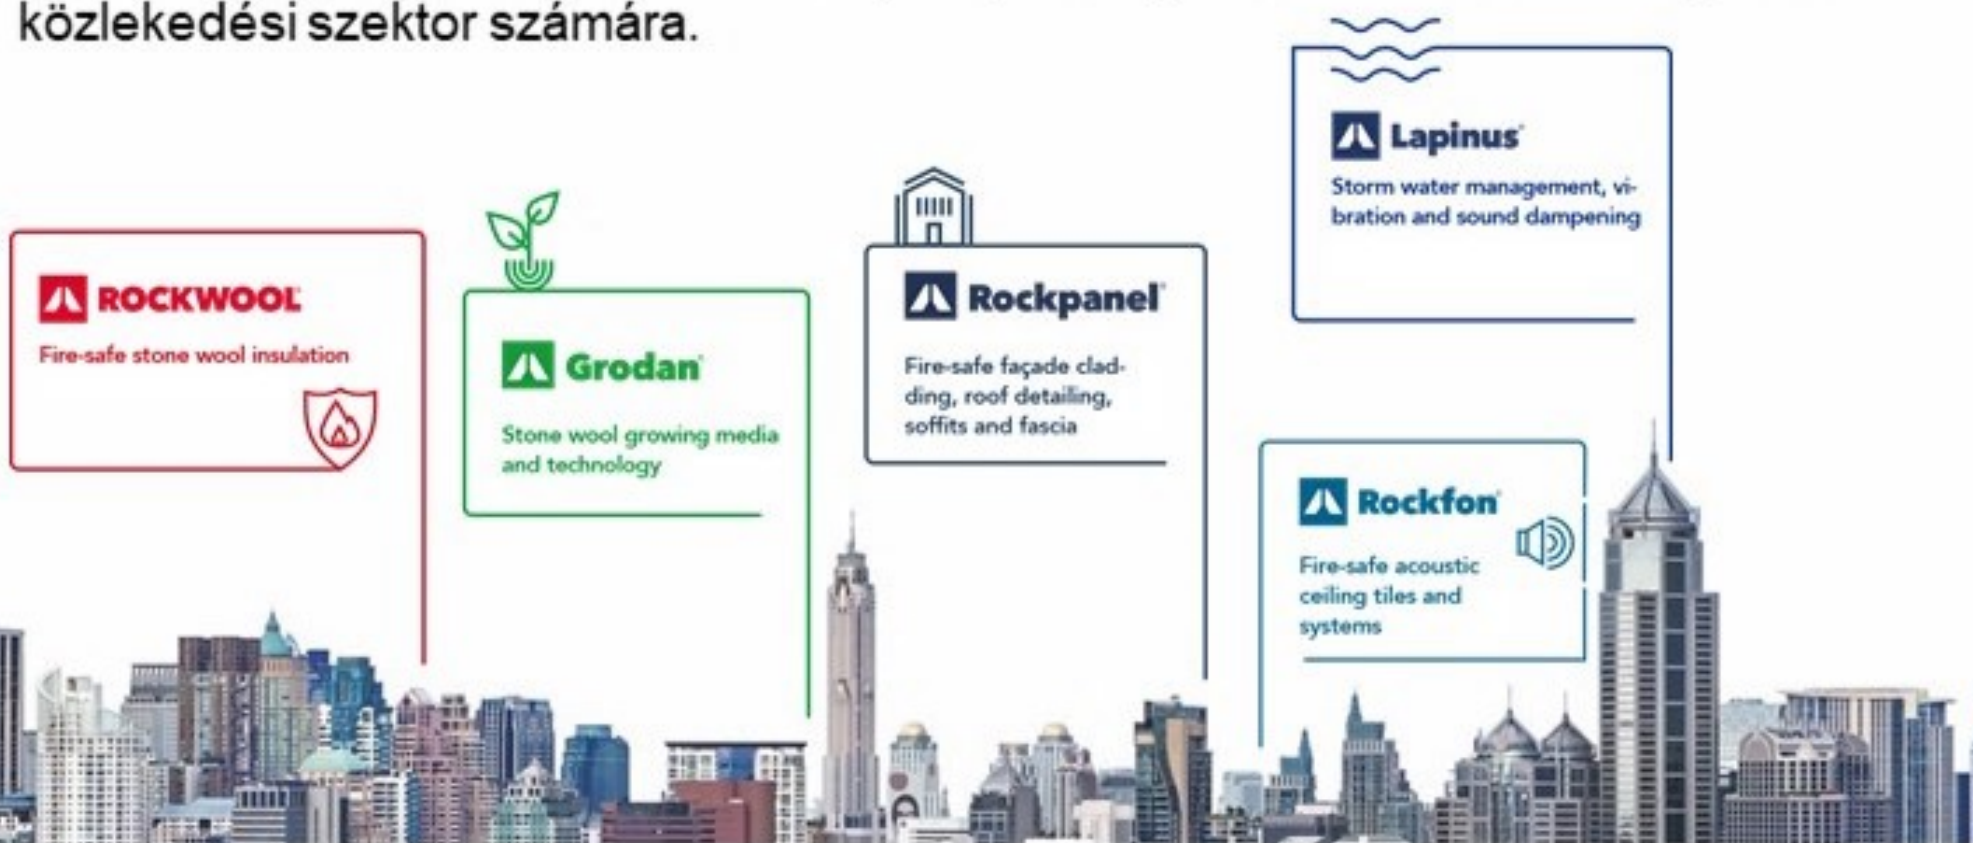 közlekedési szektor számára.
Lapinus
Storm water management, vi-
bration and sound dampening
ROCKWOOL
Fire-safe stone wool insulation
Grodan
Stone wool growing media
and technology
Rockpanel
Fire-safe façade clad-
ding, roof detailing,
soffits and fascia
Rockfon
Fire-safe acoustic
ceiling tiles and
systems